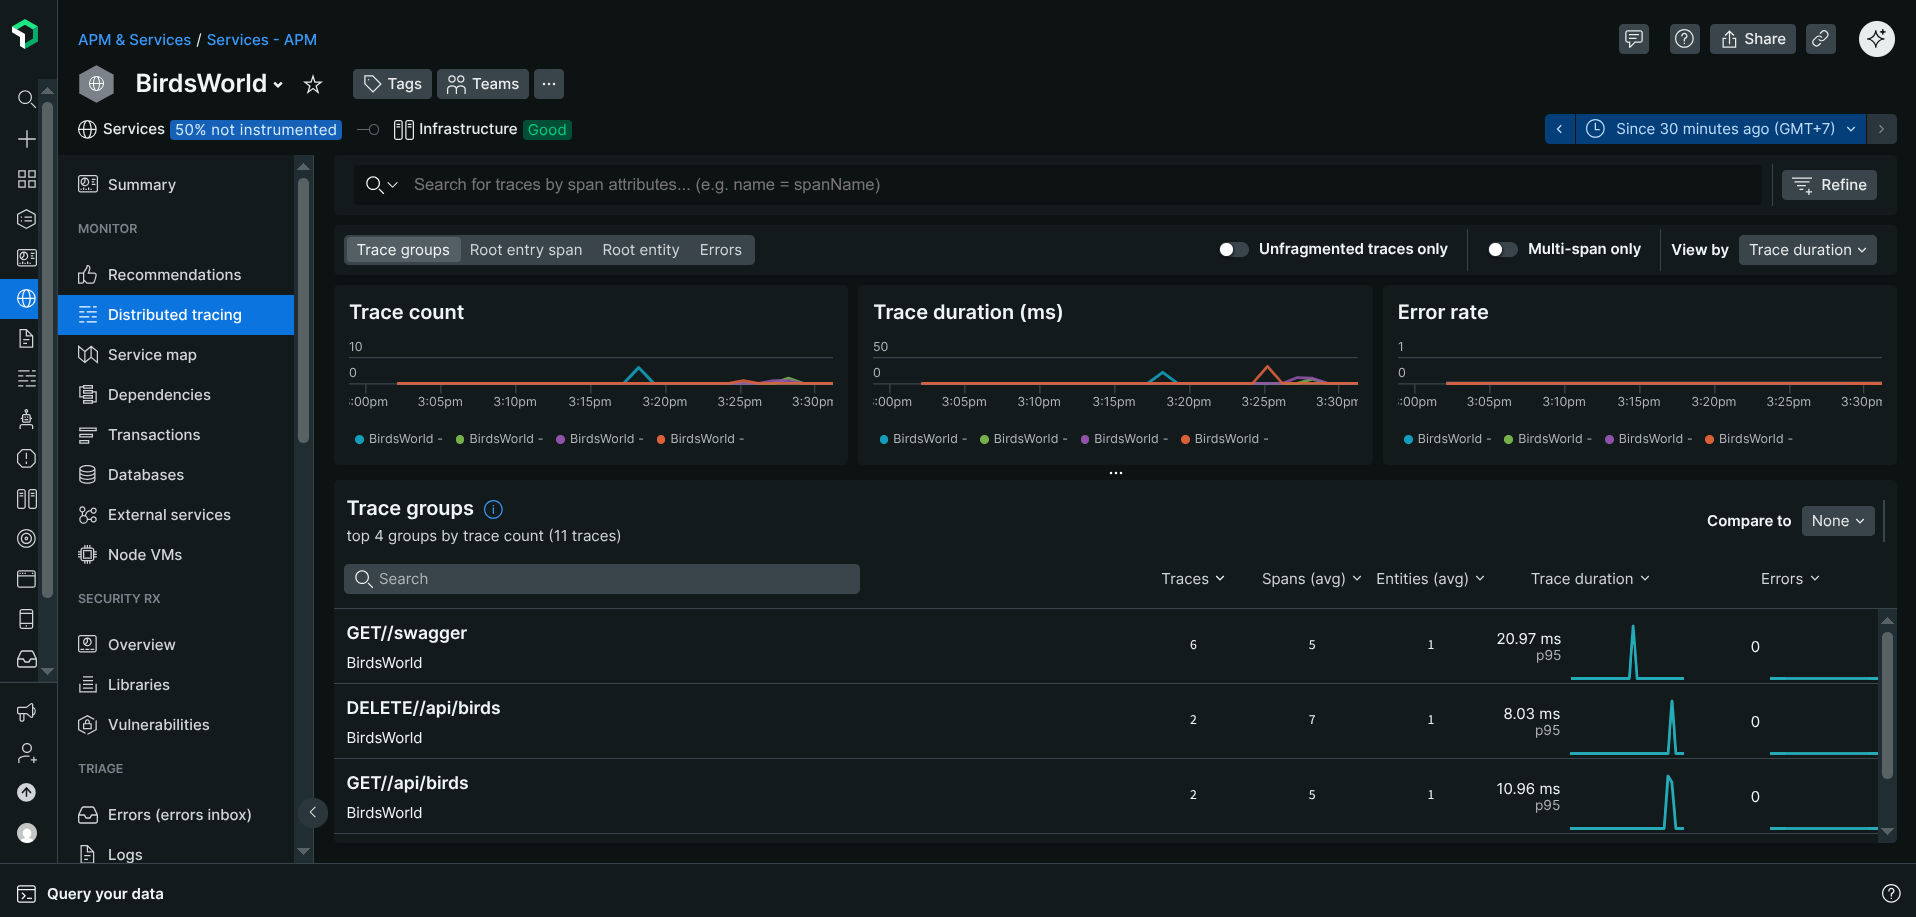 APM & Services / Services - APM
Share
BirdsWorld
Tags
Teams
...
Services 50% not instrumented
Infrastructure Good
Since 30 minutes ago (GMT+7)
Summary
MONITOR
Recommendations
Distributed tracing
Service map
Dependencies
Transactions
Databases
External services
Node VMs
SECURITY RX
Overview
Libraries
Vulnerabilities
TRIAGE
Errors (errors inbox)
Logs
Search for traces by span attributes... (e.g. name = spanName)
Refine
Trace groups Root entry span Root entity Errors
Unfragmented traces only
Multi-span only
View by Trace duration
Trace count
10
0
:00pm 3:05pm 3:10pm 3:15pm 3:20pm 3:25pm 3:30pm
BirdsWorld - BirdsWorld - BirdsWorld - BirdsWorld -
Trace duration (ms)
50
0
:00pm 3:05pm 3:10pm 3:15pm 3:20pm 3:25pm 3:30pm
BirdsWorld - BirdsWorld - BirdsWorld - BirdsWorld -
Error rate
1
0
:00pm 3:05pm 3:10pm 3:15pm 3:20pm 3:25pm 3:30pm
BirdsWorld - BirdsWorld - BirdsWorld - BirdsWorld -
...
Trace groups
top 4 groups by trace count (11 traces)
Compare to None
Search
Traces Spans (avg) Entities (avg) Trace duration Errors
GET//swagger
BirdsWorld
6 5 1 20.97 ms 0
p95
DELETE//api/birds
BirdsWorld
2 7 1 8.03 ms 0
p95
GET//api/birds
BirdsWorld
2 5 1 10.96 ms 0
p95
Query your data